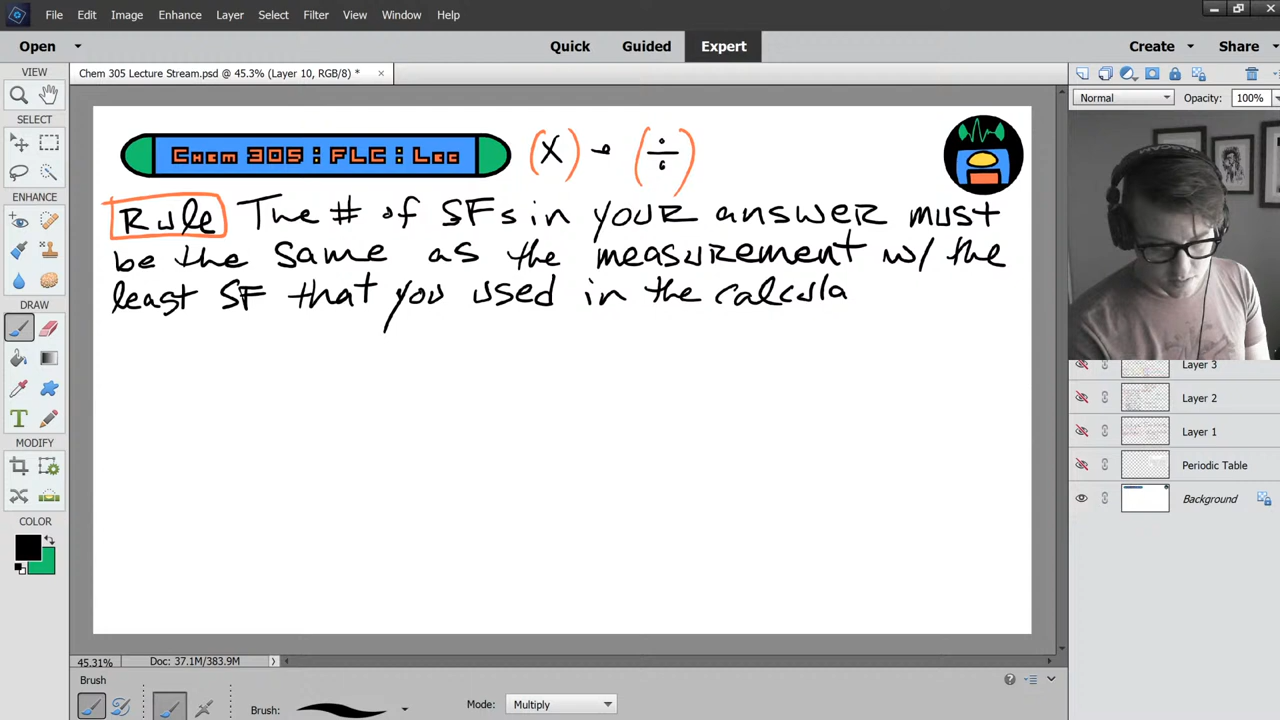 File Edit Image Enhance Layer Select Filter View Window Help
Open Quick Guided Expert Create Share
Chem 305 Lecture Stream.psd @ 45.3% (Layer 10, RGB/8) * ×
VIEW
SELECT
ENHANCE
DRAW
MODIFY
COLOR
Normal Opacity: 100%
Chem 305 : FLC : Lec (X) - (÷)
Rule The # of SFs in your answer must
be the same as the measurement w/ the
least SF that you used in the calcula
Layer 3
Layer 2
Layer 1
Periodic Table
Background
45.31% Doc: 37.1M/383.9M
Brush
Brush: Mode: Multiply